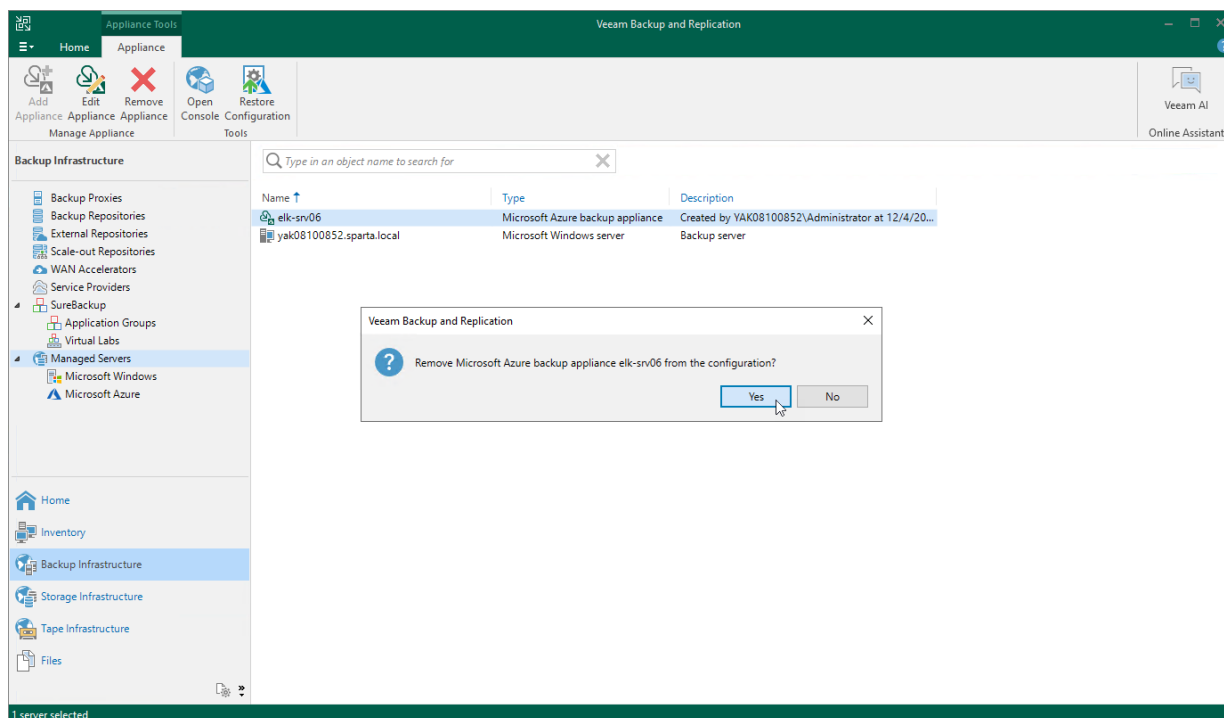 Appliance Tools
Veeam Backup and Replication
Home Appliance
Add Appliance
Edit Appliance
Remove Appliance
Manage Appliance
Open Console
Restore Configuration
Tools
Veeam AI
Online Assistant
Backup Infrastructure
Type in an object name to search for
Backup Proxies
Backup Repositories
External Repositories
Scale-out Repositories
WAN Accelerators
Service Providers
SureBackup
Application Groups
Virtual Labs
Managed Servers
Microsoft Windows
Microsoft Azure
Name Type Description
elk-srv06 Microsoft Azure backup appliance Created by YAK08100852\Administrator at 12/4/20...
yak08100852.sparta.local Microsoft Windows server Backup server
Veeam Backup and Replication
Remove Microsoft Azure backup appliance elk-srv06 from the configuration?
Yes No
Home
Inventory
Backup Infrastructure
Storage Infrastructure
Tape Infrastructure
Files
1 server selected